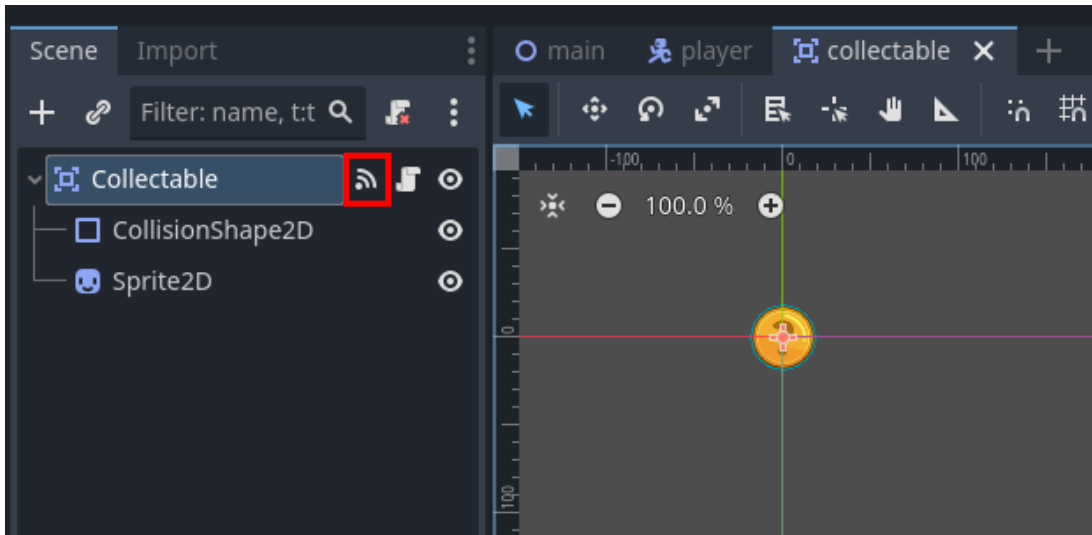 Scene Import
main player collectable
Filter: name, t:t
Collectable
CollisionShape2D
Sprite2D
-100 0 100
100.0 %
0
100